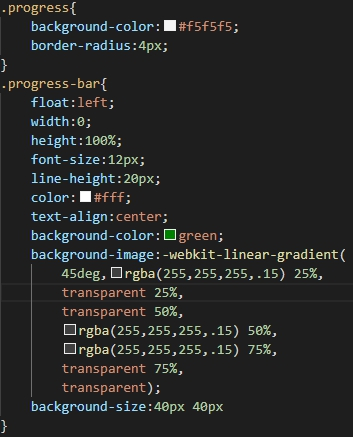 .progress{
background-color:#f5f5f5;
border-radius:4px;
}
.progress-bar{
float:left;
width:0;
height:100%;
font-size:12px;
line-height:20px;
color:#fff;
text-align:center;
background-color:green;
background-image:-webkit-linear-gradient(
45deg,rgba(255,255,255,.15) 25%,
transparent 25%,
transparent 50%,
rgba(255,255,255,.15) 50%,
rgba(255,255,255,.15) 75%,
transparent 75%,
transparent);
background-size:40px 40px
}